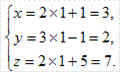 x = 2×1+1 = 3,
y = 3×1−1 = 2,
z = 2×1+5 = 7.